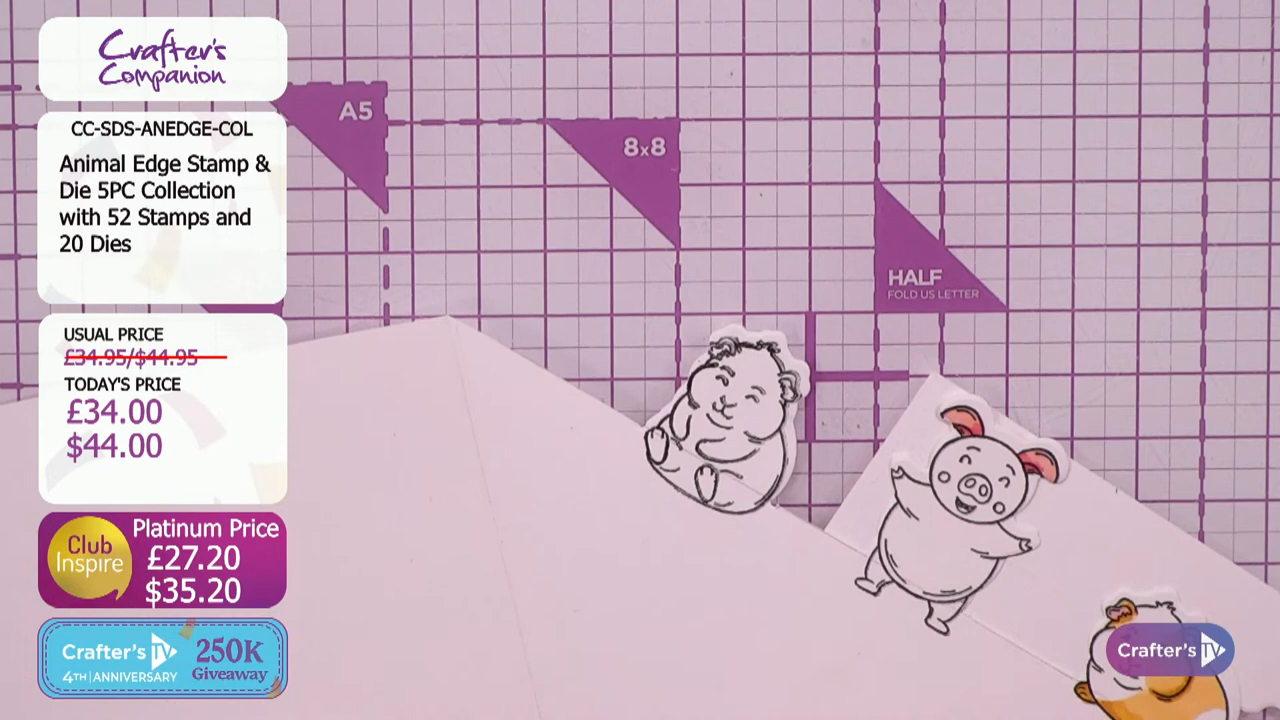 Crafter's
Companion
CC-SDS-ANEDGE-COL
Animal Edge Stamp &
Die 5PC Collection
with 52 Stamps and
20 Dies
USUAL PRICE
£34.95/$44.95
TODAY'S PRICE
£34.00
$44.00
Club
Inspire
Platinum Price
£27.20
$35.20
Crafter's TV
4TH | ANNIVERSARY
250K
Giveaway
A5
8x8
HALF
FOLD US LETTER
Crafter's TV